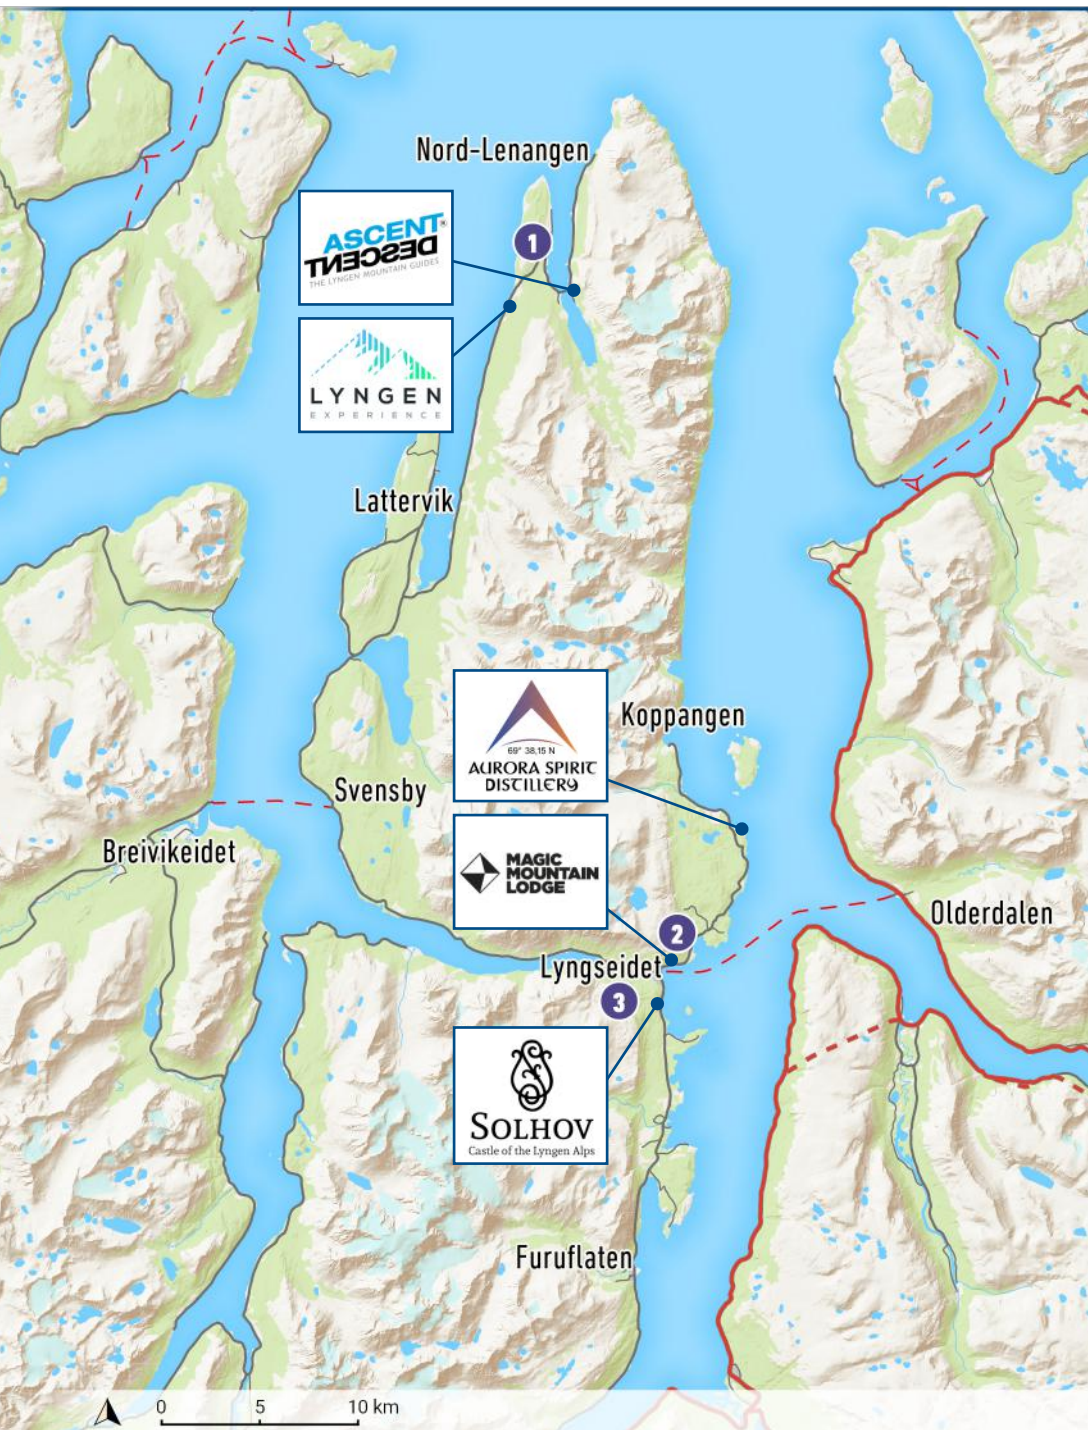 Nord-Lenangen
ASCENT®
DESCENT
THE LYNGEN MOUNTAIN GUIDES
1
LYNGEN
EXPERIENCE
Lattervik
69° 38,15 N
AURORA SPIRIT
DISTILLERY
Koppangen
Svensby
Breivikeidet
MAGIC
MOUNTAIN
LODGE
Olderdalen
2
Lyngseidet
3
SOLHOV
Castle of the Lyngen Alps
Furuflaten
0 5 10 km